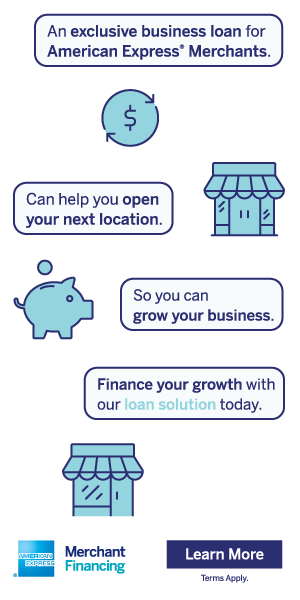 An exclusive business loan for
American Express® Merchants.
$
Can help you open
your next location.
So you can
grow your business.
Finance your growth with
our loan solution today.
AMERICAN
EXPRESS
®
Merchant
Financing
Learn More
Terms Apply.